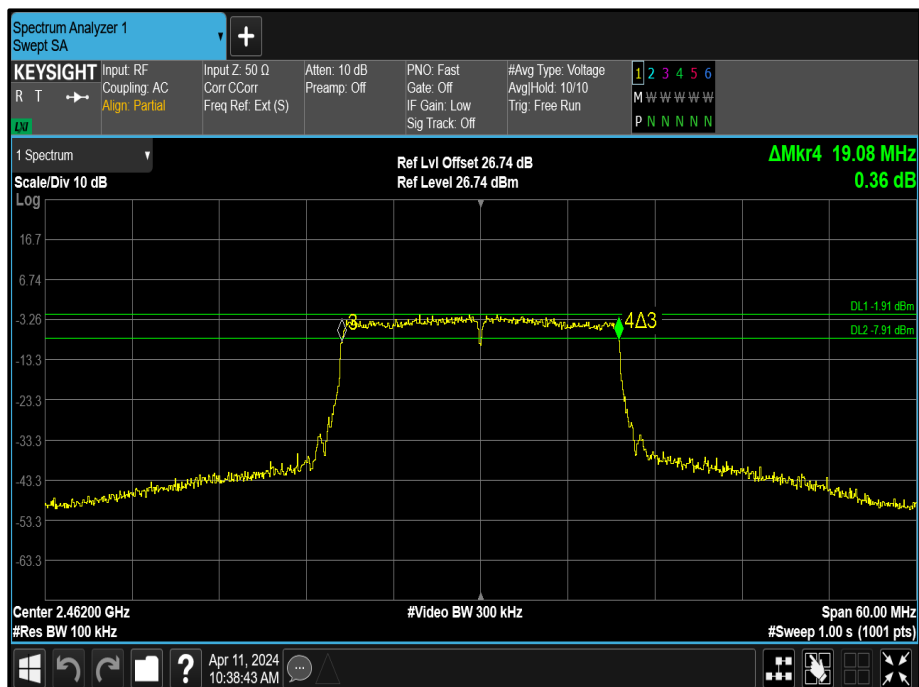 Spectrum Analyzer 1
Swept SA
KEYSIGHT
R T
LXI
Input: RF
Coupling: AC
Align: Partial
Input Z: 50 Ω
Corr CCorr
Freq Ref: Ext (S)
Atten: 10 dB
Preamp: Off
PNO: Fast
Gate: Off
IF Gain: Low
Sig Track: Off
#Avg Type: Voltage
Avg|Hold: 10/10
Trig: Free Run
1 2 3 4 5 6
M W W W W W
P N N N N N
1 Spectrum
Scale/Div 10 dB
Log
Ref Lvl Offset 26.74 dB
Ref Level 26.74 dBm
ΔMkr4 19.08 MHz
0.36 dB
16.7
6.74
-3.26
-13.3
-23.3
-33.3
-43.3
-53.3
-63.3
DL1 -1.91 dBm
DL2 -7.91 dBm
3
4Δ3
Center 2.46200 GHz
#Res BW 100 kHz
#Video BW 300 kHz
Span 60.00 MHz
#Sweep 1.00 s (1001 pts)
?
Apr 11, 2024
10:38:43 AM